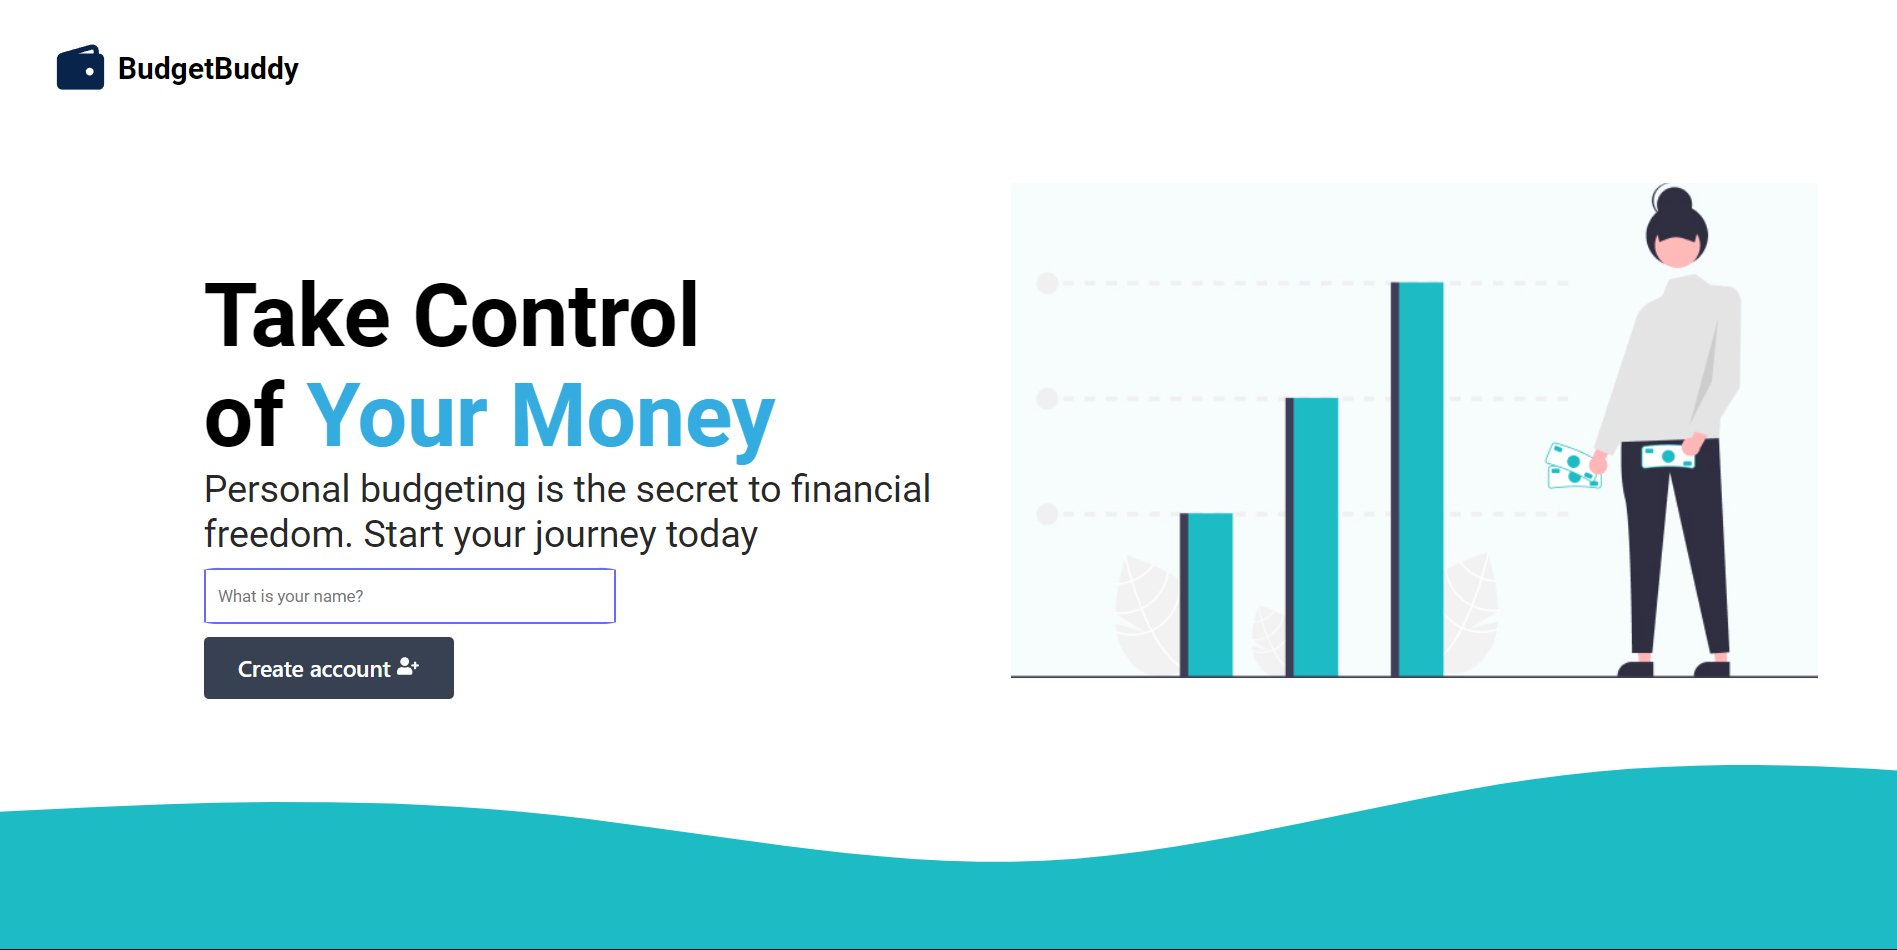 BudgetBuddy
Take Control
of Your Money
Personal budgeting is the secret to financial
freedom. Start your journey today
What is your name?
Create account